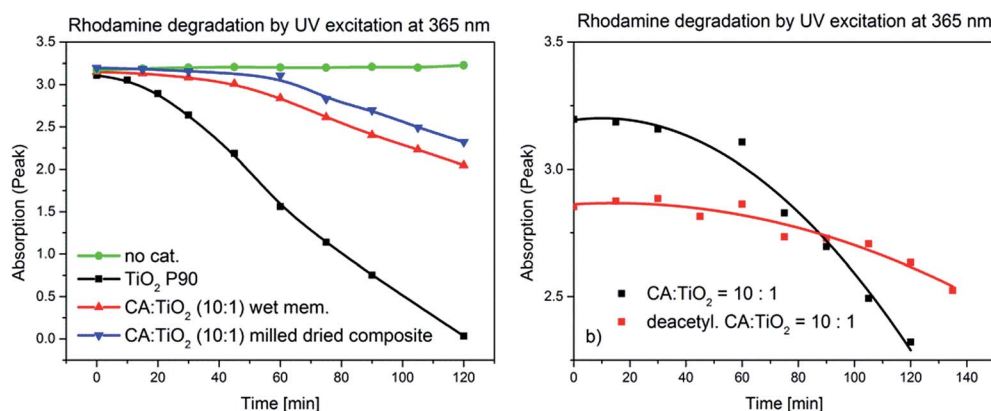 Rhodamine degradation by UV excitation at 365 nm
3.5
3.0
2.5
2.0
1.5
1.0
0.5
0.0
Absorption (Peak)
no cat.
TiO₂ P90
CA:TiO₂ (10:1) wet mem.
CA:TiO₂ (10:1) milled dried composite
0 20 40 60 80 100 120
Time [min]
Rhodamine degradation by UV excitation at 365 nm
3.5
3.0
2.5
Absorption (Peak)
CA:TiO₂ = 10 : 1
b)
deacetyl. CA:TiO₂ = 10 : 1
0 20 40 60 80 100 120 140
Time [min]